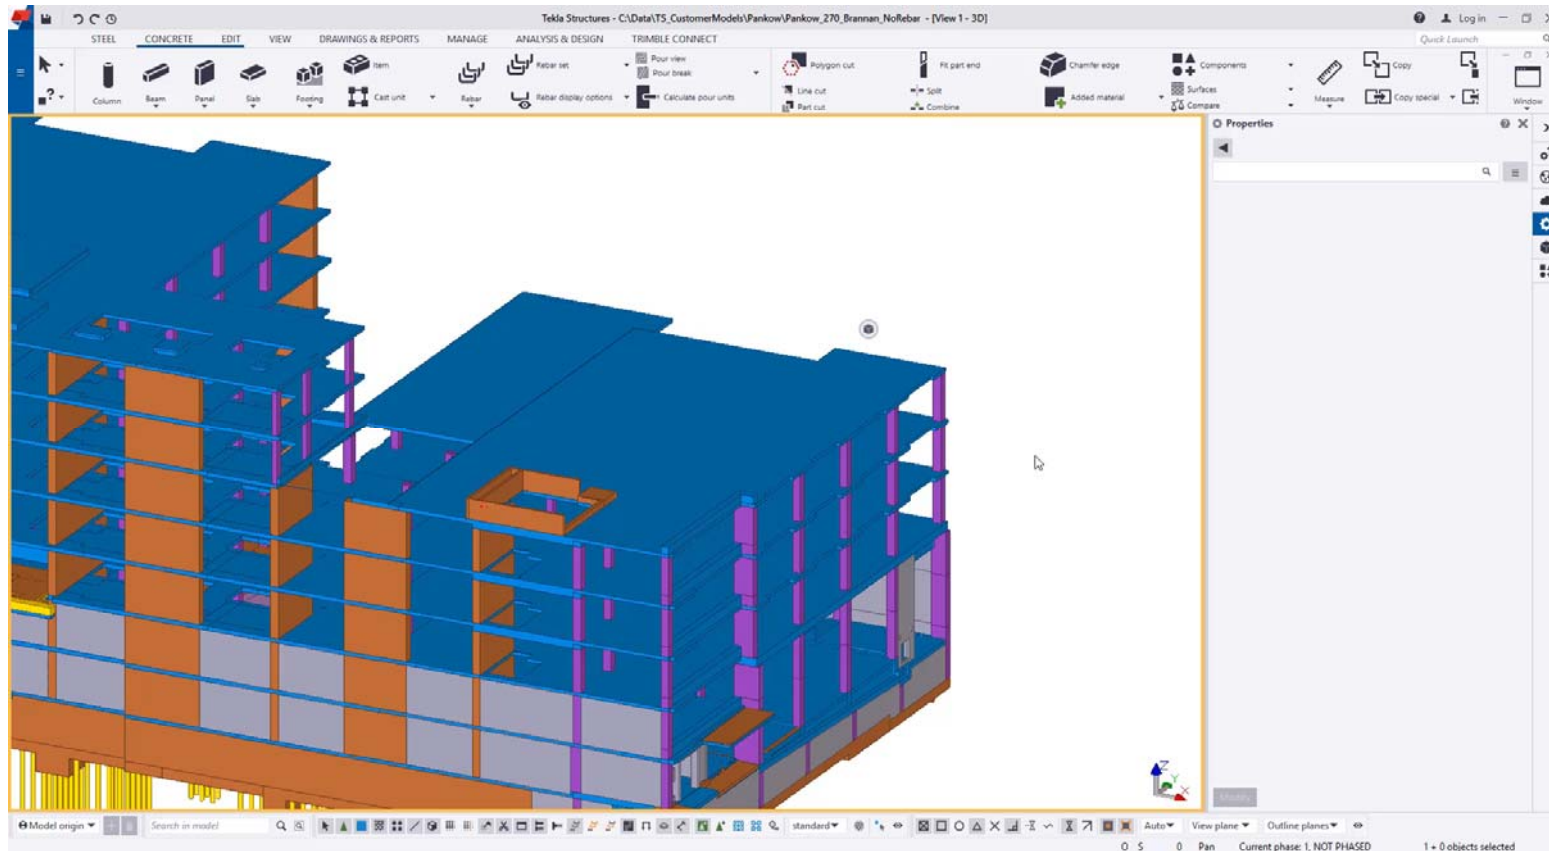 Tekla Structures - C:\Data\TS_CustomerModels\Pankow\Pankow_270_Brannan_NoRebar - [View 1 - 3D]
Log in
STEEL CONCRETE EDIT VIEW DRAWINGS & REPORTS MANAGE ANALYSIS & DESIGN TRIMBLE CONNECT
Quick Launch
Column
Beam
Panel
Slab
Footing
Item
Cast unit
Rebar
Rebar set
Rebar display options
Pour view
Pour break
Calculate pour units
Polygon cut
Line cut
Part cut
Fit part end
Split
Combine
Chamfer edge
Added material
Components
Surfaces
Compare
Measure
Copy
Copy special
Window
Properties
Z
Y
X
Modify
Model origin
Search in model
standard
Auto
View plane
Outline planes
O S 0 Pan Current phase: 1, NOT PHASED 1 + 0 objects selected